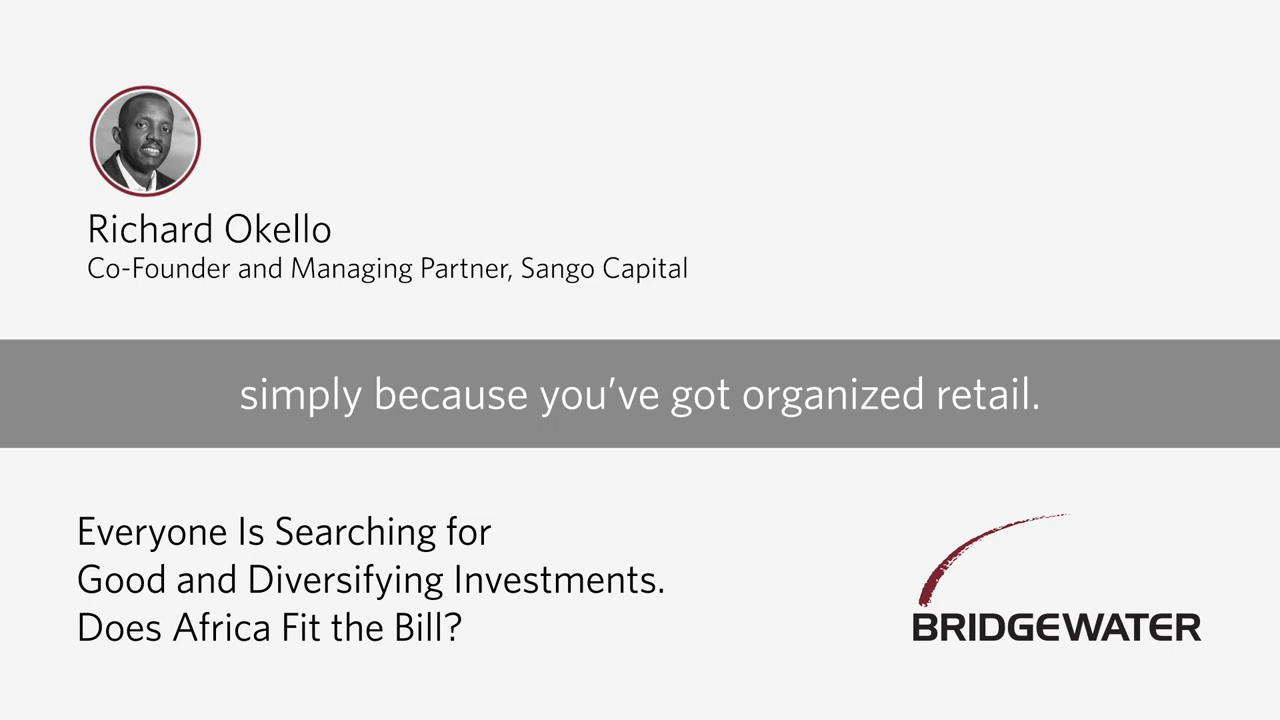 Richard Okello
Co-Founder and Managing Partner, Sango Capital
simply because you’ve got organized retail.
Everyone Is Searching for
Good and Diversifying Investments.
Does Africa Fit the Bill?
BRIDGEWATER